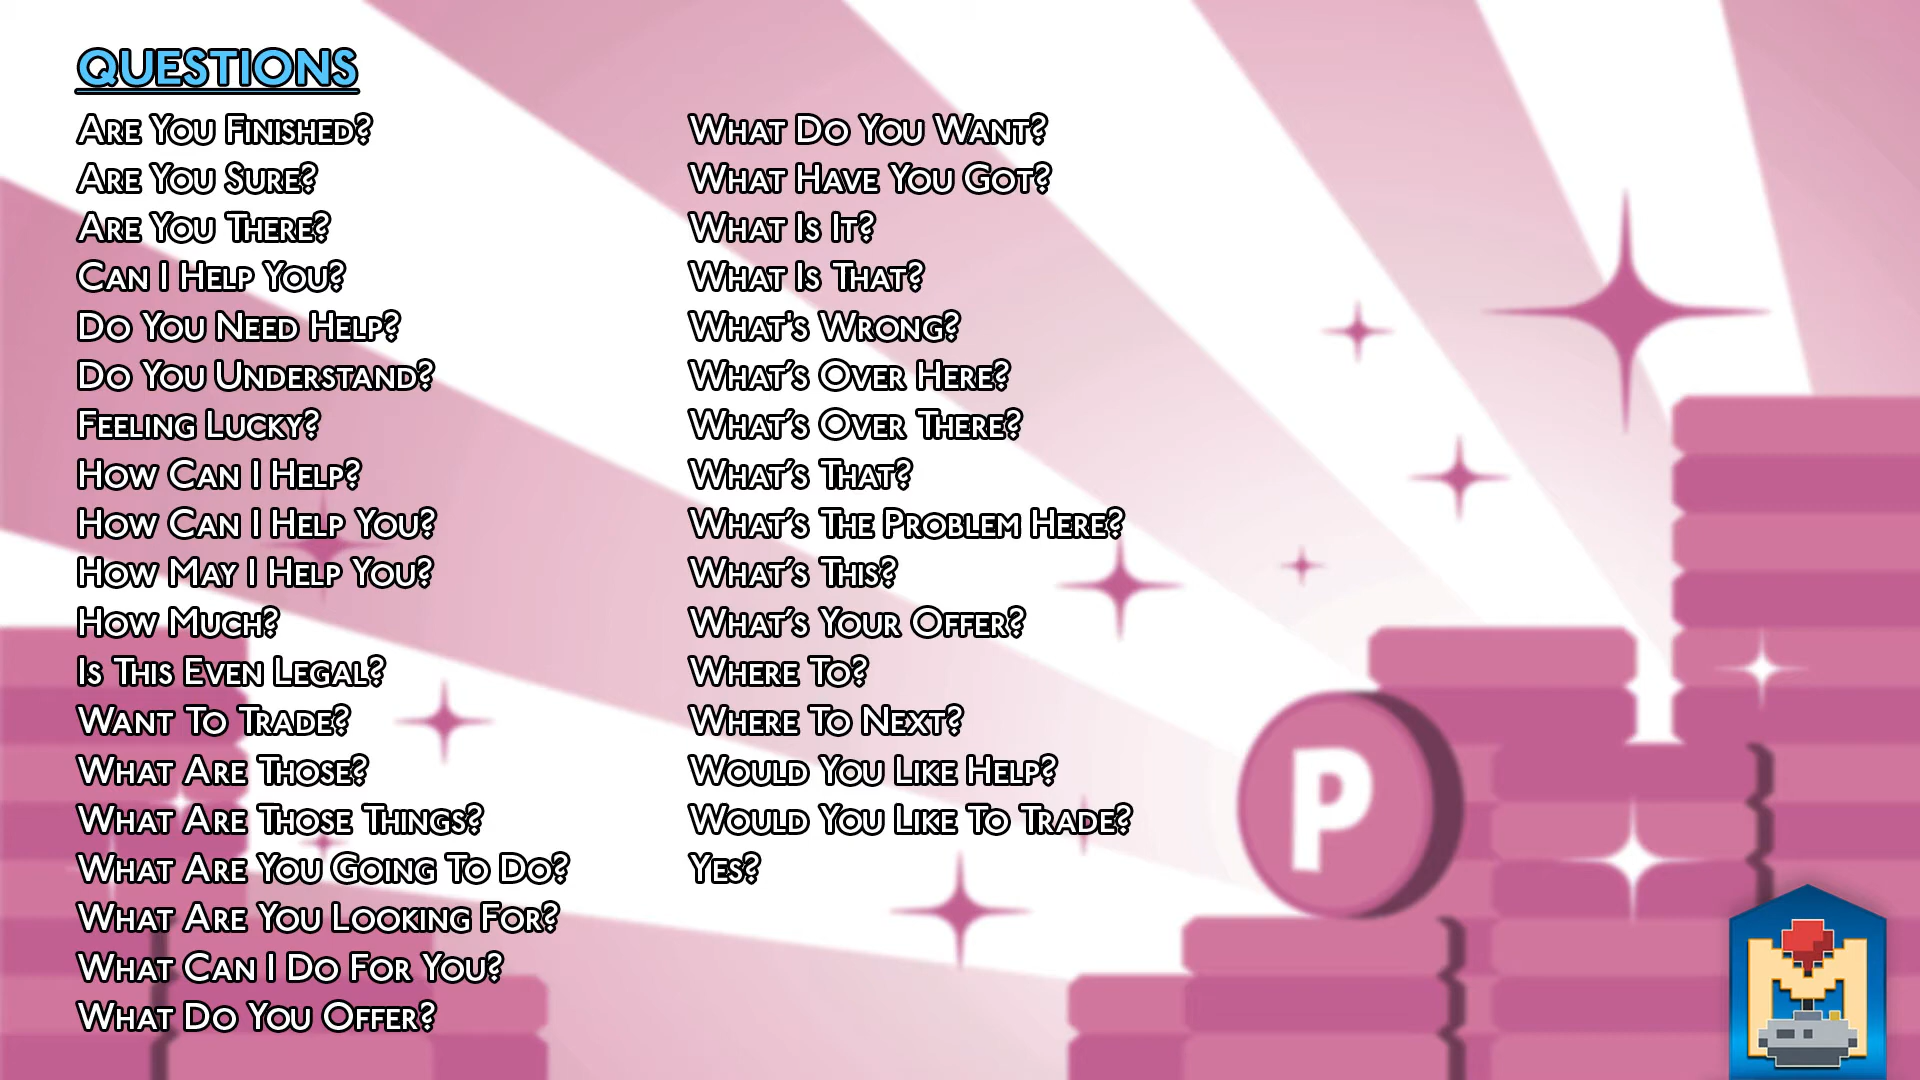 QUESTIONS
Are You Finished?
Are You Sure?
Are You There?
Can I Help You?
Do You Need Help?
Do You Understand?
Feeling Lucky?
How Can I Help?
How Can I Help You?
How May I Help You?
How Much?
Is This Even Legal?
Want To Trade?
What Are Those?
What Are Those Things?
What Are You Going To Do?
What Are You Looking For?
What Can I Do For You?
What Do You Offer?
What Do You Want?
What Have You Got?
What Is It?
What Is That?
What's Wrong?
What's Over Here?
What's Over There?
What's That?
What's The Problem Here?
What's This?
What's Your Offer?
Where To?
Where To Next?
Would You Like Help?
Would You Like To Trade?
Yes?
P